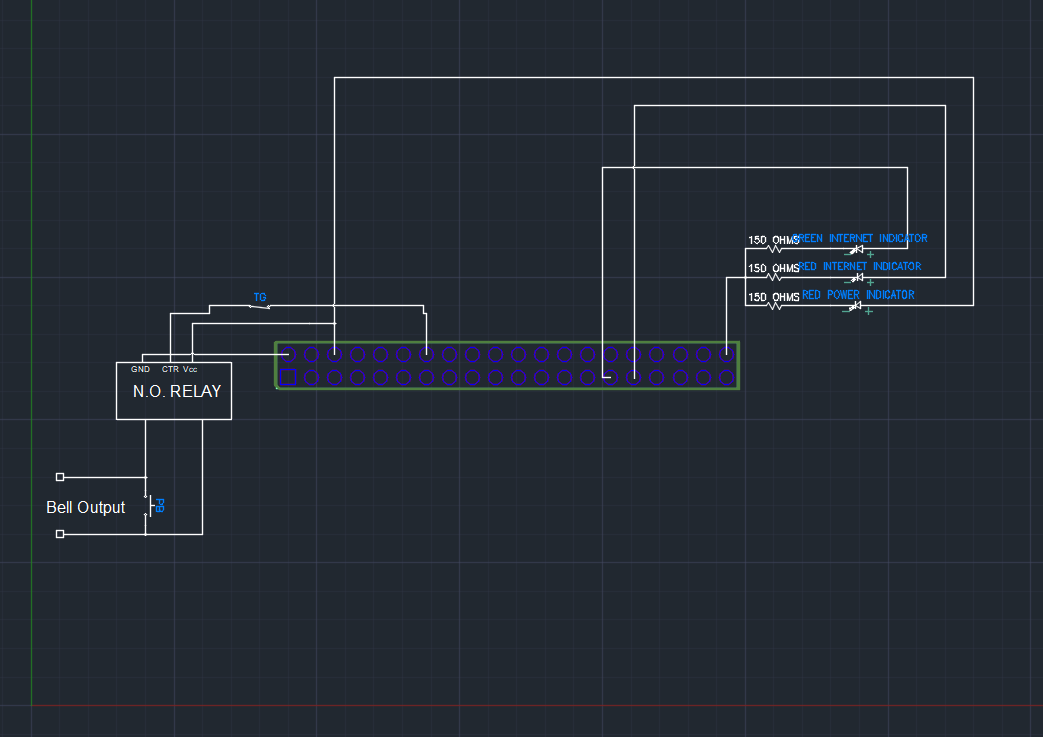 150 OHMS
GREEN INTERNET INDICATOR
150 OHMS
RED INTERNET INDICATOR
150 OHMS
RED POWER INDICATOR
TG
GND CTR Vcc
N.O. RELAY
Bell Output
PB